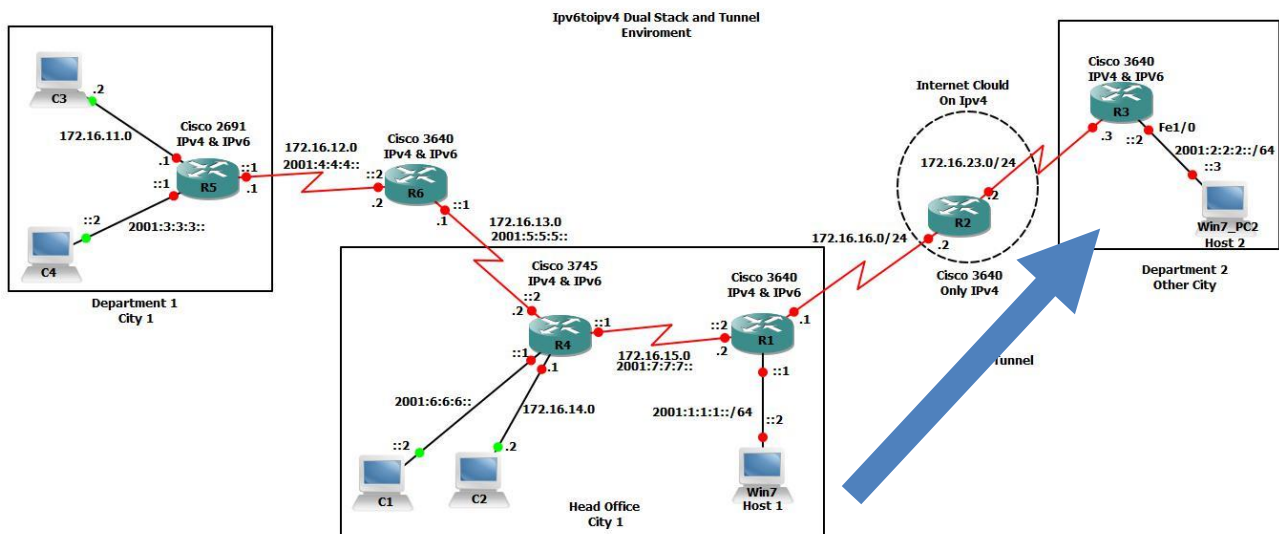 Ipv6toipv4 Dual Stack and Tunnel
Enviroment
C3
.2
172.16.11.0
Cisco 2691
IPv4 & IPv6
.1
::1
R5
::1
.1
::2
2001:3:3:3::
C4
Department 1
City 1
172.16.12.0
2001:4:4:4::
Cisco 3640
IPv4 & IPv6
::2
.2
R6
::1
.1
172.16.13.0
2001:5:5:5::
Cisco 3745
IPv4 & IPv6
::2
.2
R4
::1
::1
.1
2001:6:6:6::
172.16.14.0
::2
C1
.2
C2
172.16.15.0
2001:7:7:7::
Cisco 3640
IPv4 & IPv6
::2
.2
R1
.1
::1
2001:1:1:1::/64
::2
Win7
Host 1
Head Office
City 1
172.16.16.0/24
Internet Clould
On Ipv4
172.16.23.0/24
.2
R2
.2
Cisco 3640
Only IPv4
Tunnel
Cisco 3640
IPV4 & IPV6
R3
.3
::2
Fe1/0
2001:2:2:2::/64
::3
Win7_PC2
Host 2
Department 2
Other City